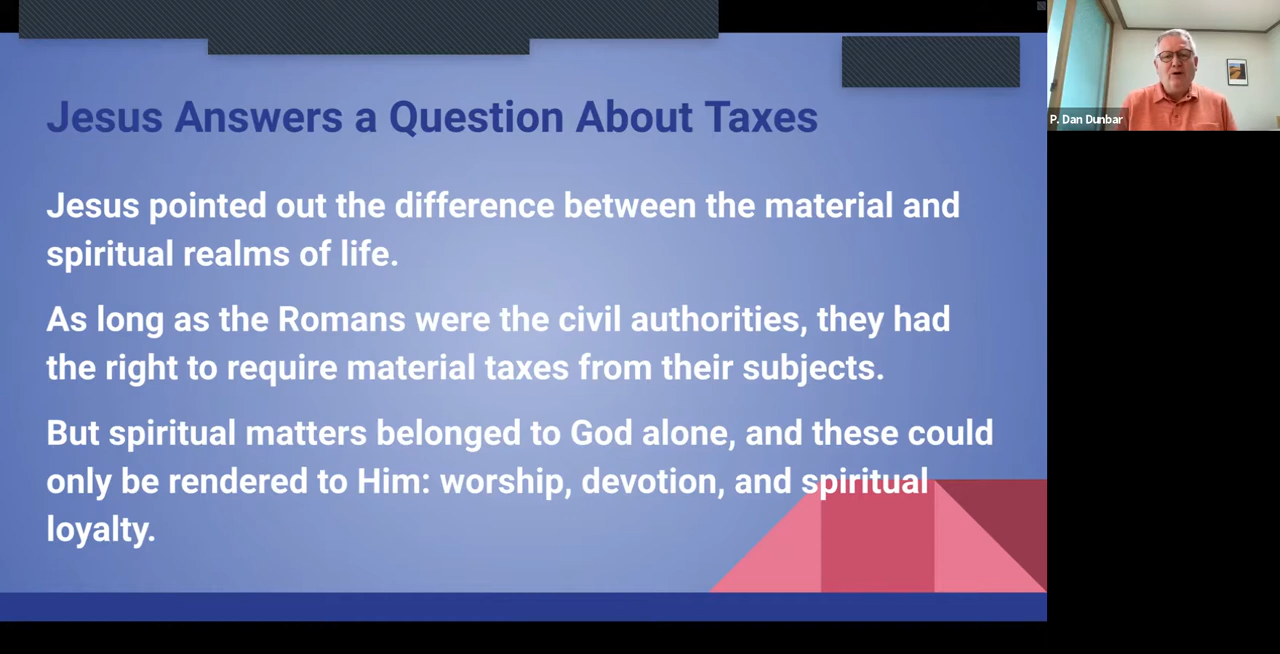 Jesus Answers a Question About Taxes
Jesus pointed out the difference between the material and
spiritual realms of life.
As long as the Romans were the civil authorities, they had
the right to require material taxes from their subjects.
But spiritual matters belonged to God alone, and these could
only be rendered to Him: worship, devotion, and spiritual
loyalty.
P. Dan Dunbar